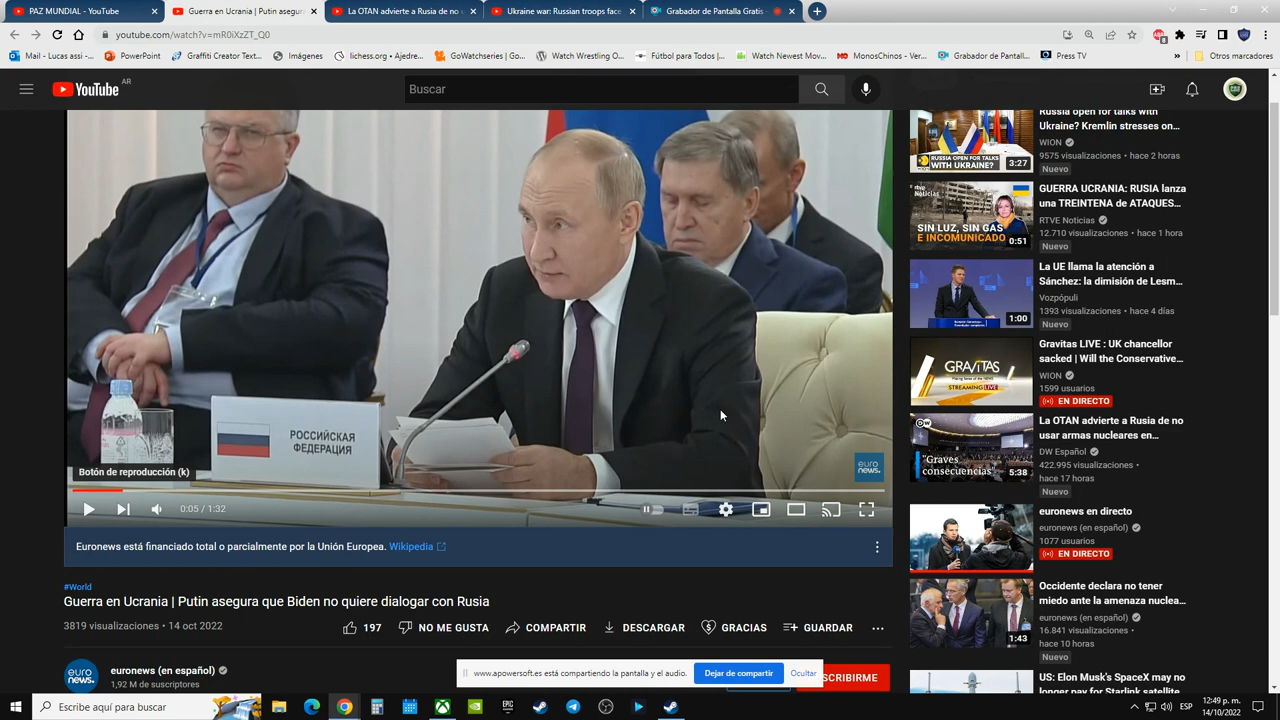 PAZ MUNDIAL - YouTube
Guerra en Ucrania | Putin asegura
La OTAN advierte a Rusia de no
Ukraine war: Russian troops face
Grabador de Pantalla Gratis -
youtube.com/watch?v=mR0iXzZT_Q0
Mail - Lucas assi -...
PowerPoint
Graffiti Creator Text...
Imágenes
lichess.org • Ajedre...
GoWatchseries | Go...
Watch Wrestling O...
Fútbol para Todos |...
Watch Newest Mov...
MonosChinos - Ver...
Grabador de Pantall...
Press TV
»
Otros marcadores
YouTube
AR
Buscar
РОССИЙСКАЯ
ФЕДЕРАЦИЯ
Botón de reproducción (k)
euro
news.
0:05 / 1:32
Euronews está financiado total o parcialmente por la Unión Europea. Wikipedia
#World
Guerra en Ucrania | Putin asegura que Biden no quiere dialogar con Rusia
3819 visualizaciones • 14 oct 2022
197
NO ME GUSTA
COMPARTIR
DESCARGAR
GRACIAS
GUARDAR
euro
news.
euronews (en español)
1,92 M de suscriptores
www.apowersoft.es está compartiendo la pantalla y el audio.
Dejar de compartir
Ocultar
SCRIBIRME
RUSSIA OPEN FOR TALKS
WITH UKRAINE?
3:27
Russia open for talks with
Ukraine? Kremlin stresses on...
WION
9575 visualizaciones • hace 2 horas
Nuevo
rtve
Noticias
SIN LUZ, SIN GAS
E INCOMUNICADO
0:51
GUERRA UCRANIA: RUSIA lanza
una TREINTENA de ATAQUES...
RTVE Noticias
12.710 visualizaciones • hace 1 hora
Nuevo
1:00
La UE llama la atención a
Sánchez: la dimisión de Lesm...
Vozpópuli
1393 visualizaciones • hace 4 días
Nuevo
GRAVITAS
STREAMING LIVE
Gravitas LIVE : UK chancellor
sacked | Will the Conservative...
WION
1599 usuarios
EN DIRECTO
"Graves
consecuencias"
5:38
La OTAN advierte a Rusia de no
usar armas nucleares en...
DW Español
422.995 visualizaciones •
hace 17 horas
Nuevo
euronews en directo
euronews (en español)
1077 usuarios
EN DIRECTO
1:43
Occidente declara no tener
miedo ante la amenaza nuclea...
euronews (en español)
16.841 visualizaciones •
hace 10 horas
Nuevo
US: Elon Musk's SpaceX may no
longer pay for Starlink satellite
Escribe aquí para buscar
ESP
12:49 p. m.
14/10/2022